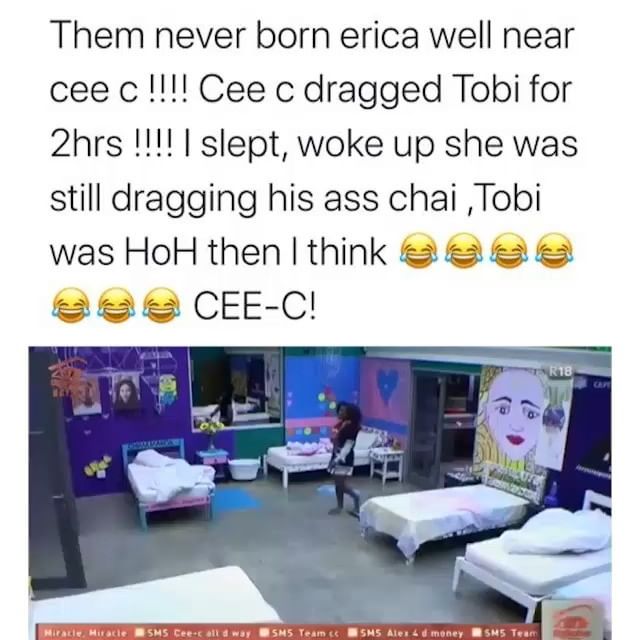 Them never born erica well near
cee c !!!! Cee c dragged Tobi for
2hrs !!!! I slept, woke up she was
still dragging his ass chai ,Tobi
was HoH then I think 😂😂😂😂
😂😂😂 CEE-C!
R18
Miracle, Miracle SMS Cee-c all d way SMS Team cc SMS Alex 4 d money SMS Team